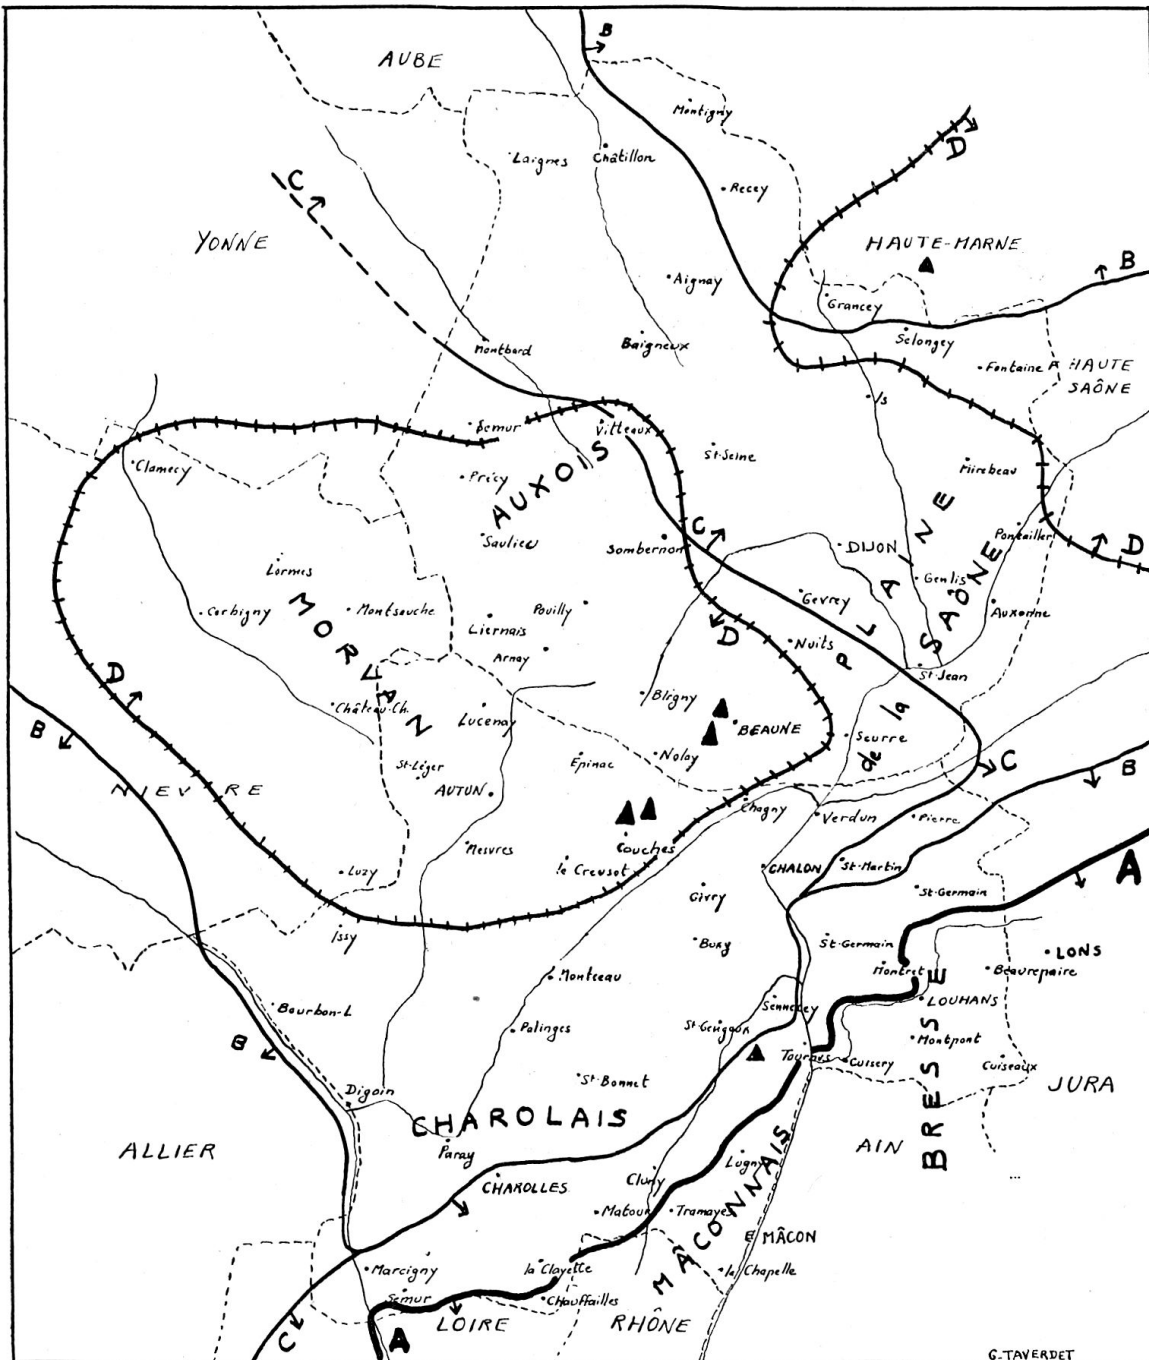 B
AUBE
Montigny
D
Laignes
Châtillon
C
Recey
YONNE
HAUTE-MARNE
B
Aignay
Grancey
Selongey
Montbard
Baigneux
Fontaine
HAUTE
SAÔNE
Is
Semur
Vitteaux
St-Seine
Clamecy
Précy
Mirebeau
AUXOIS
Saulieu
Sombernon
C
DIJON
Pontailler
D
Lormes
Genlis
Corbigny
Montsauche
Pouilly
Gevrey
Auxonne
MORVAN
Liernais
D
Nuits
PLAINE
de la
SAÔNE
Arnay
St-Jean
D
Château-Ch.
Lucenay
Bligny
B
BEAUNE
Seurre
St-Léger
Épinac
Nolay
C
B
NIEVRE
AUTUN
Chagny
Verdun
Pierre
Mesvres
Couches
A
Luzy
le Creusot
CHALON
St-Martin
Givry
St-Germain
Issy
Buxy
St-Germain
LONS
Montceau
Montret
Beaurepaire
Bourbon-L
Sennecey
LOUHANS
B
Palinges
St-Gengoux
Montpont
Tournus
Cuisery
Cuiseaux
St-Bonnet
JURA
Digoin
CHAROLAIS
BRESSE
ALLIER
Paray
AIN
Lugny
CHAROLLES
Cluny
MÂCONNAIS
Matour
Tramayes
MÂCON
Marcigny
la Clayette
la Chapelle
Semur
Chauffailles
C
A
LOIRE
RHÔNE
G. TAVERDET